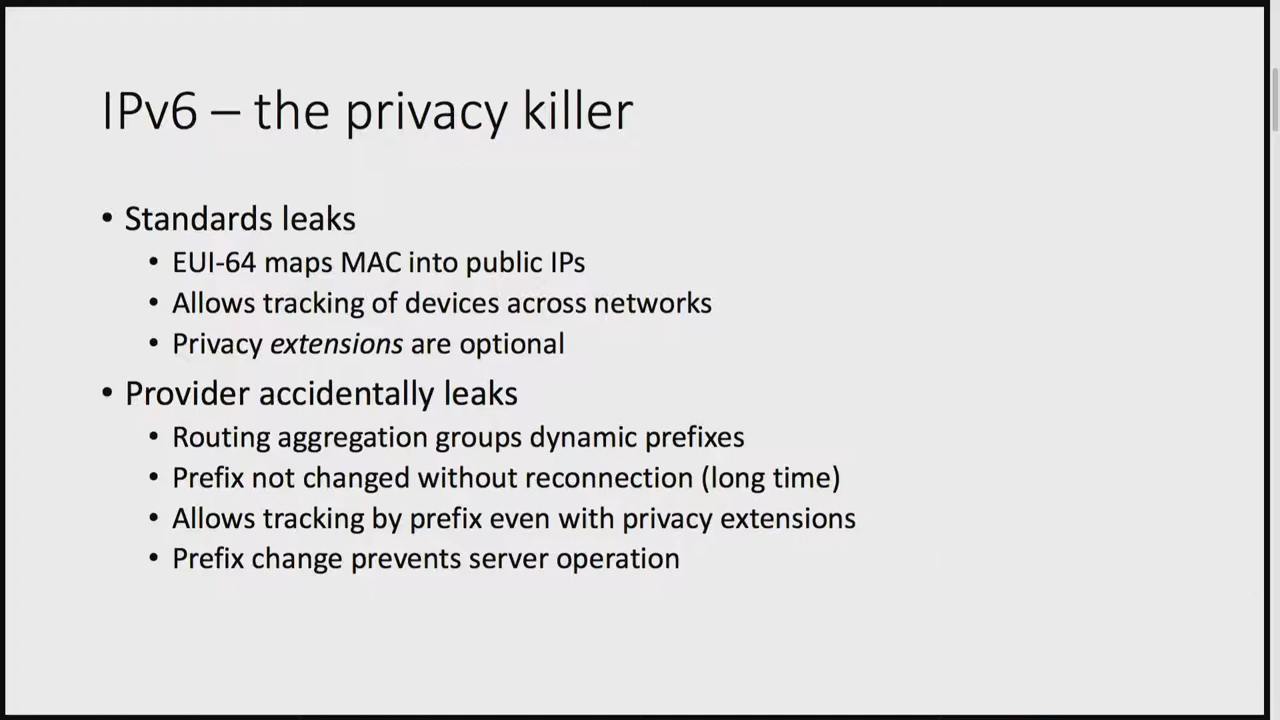 IPv6 – the privacy killer
• Standards leaks
• EUI-64 maps MAC into public IPs
• Allows tracking of devices across networks
• Privacy extensions are optional
• Provider accidentally leaks
• Routing aggregation groups dynamic prefixes
• Prefix not changed without reconnection (long time)
• Allows tracking by prefix even with privacy extensions
• Prefix change prevents server operation